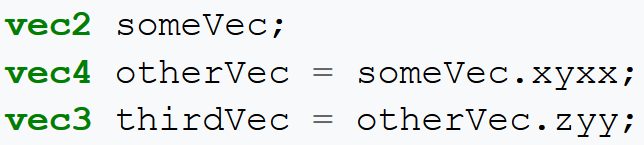 vec2 someVec;
vec4 otherVec = someVec.xyxx;
vec3 thirdVec = otherVec.zyy;